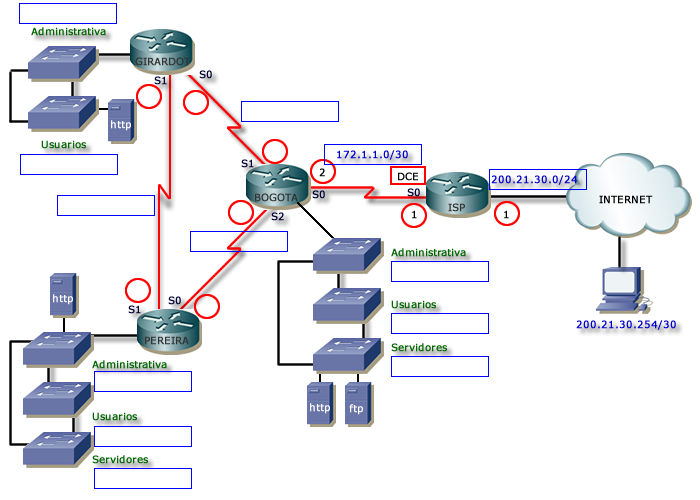 Administrativa
GIRARDOT
S1
S0
http
Usuarios
172.1.1.0/30
S1
2
DCE
BOGOTA
S0
S0
ISP
200.21.30.0/24
1
1
INTERNET
S2
Administrativa
200.21.30.254/30
http
S1
S0
Usuarios
PEREIRA
Servidores
Administrativa
http
ftp
Usuarios
Servidores